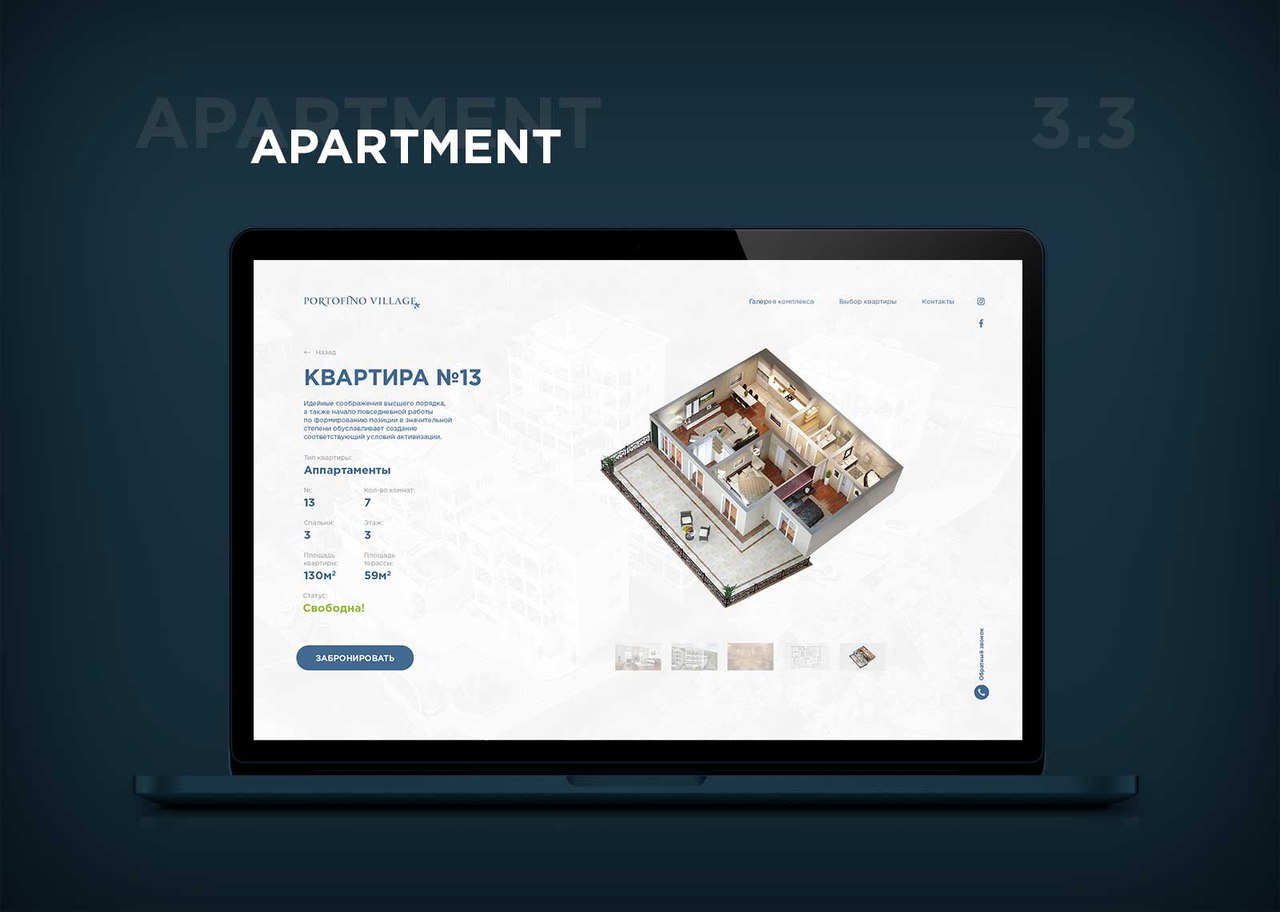 APARTMENT
3.3
APARTMENT
PORTOFINO VILLAGE
Галерея комплекса
Выбор квартиры
Контакты
← Назад
КВАРТИРА №13
Идейные соображения высшего порядка,
а также начало повседневной работы
по формированию позиции в значительной
степени обуславливает создание
соответствующий условий активизации.
Тип квартиры:
Аппартаменты
№:
Кол-во комнат:
13
7
Спальни:
Этаж:
3
3
Площадь
квартиры:
Площадь
терассы:
130м²
59м²
Статус:
Свободна!
ЗАБРОНИРОВАТЬ
Обратный звонок